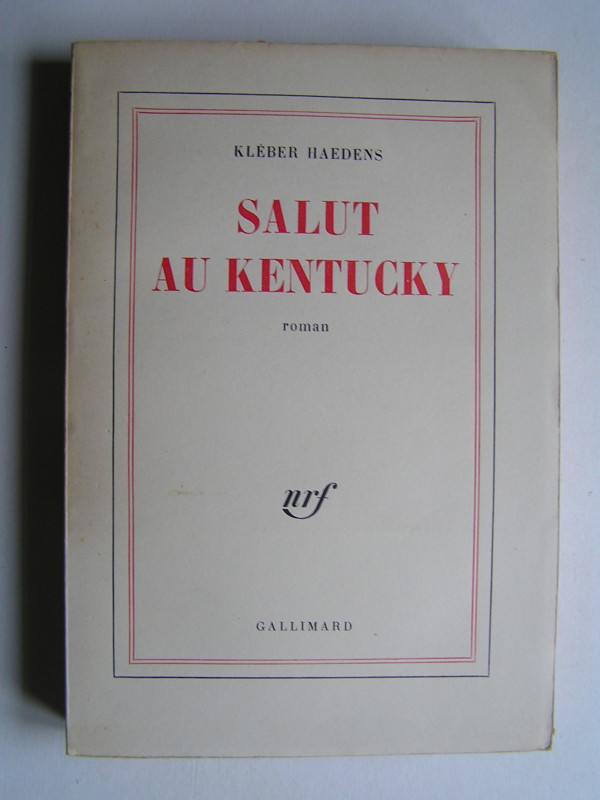 KLÉBER HAEDENS
SALUT
AU KENTUCKY
roman
nrf
GALLIMARD